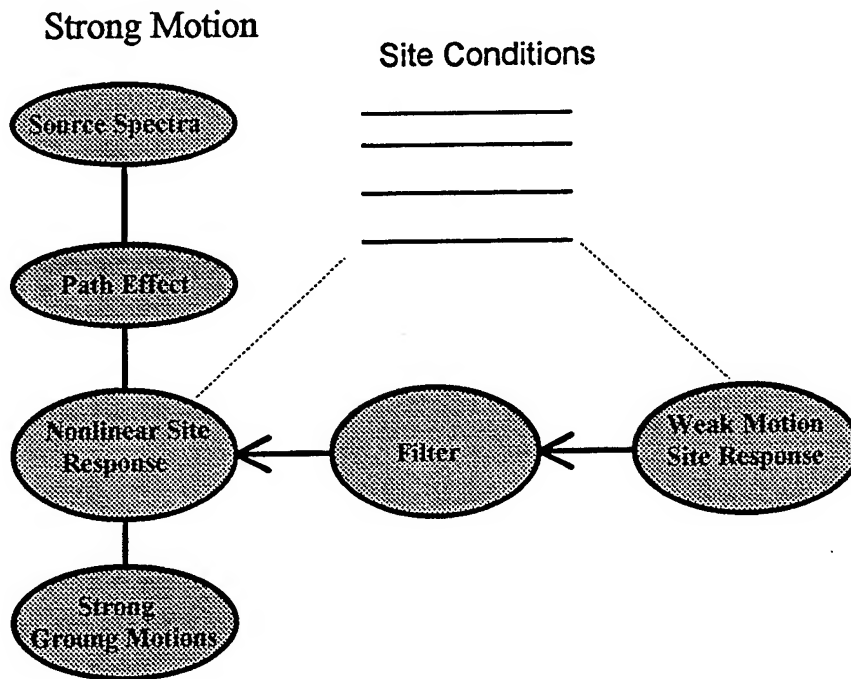 Strong Motion
Site Conditions
Source Spectra
Path Effect
Nonlinear Site
Response
Filter
Weak Motion
Site Response
Strong
Groung Motions